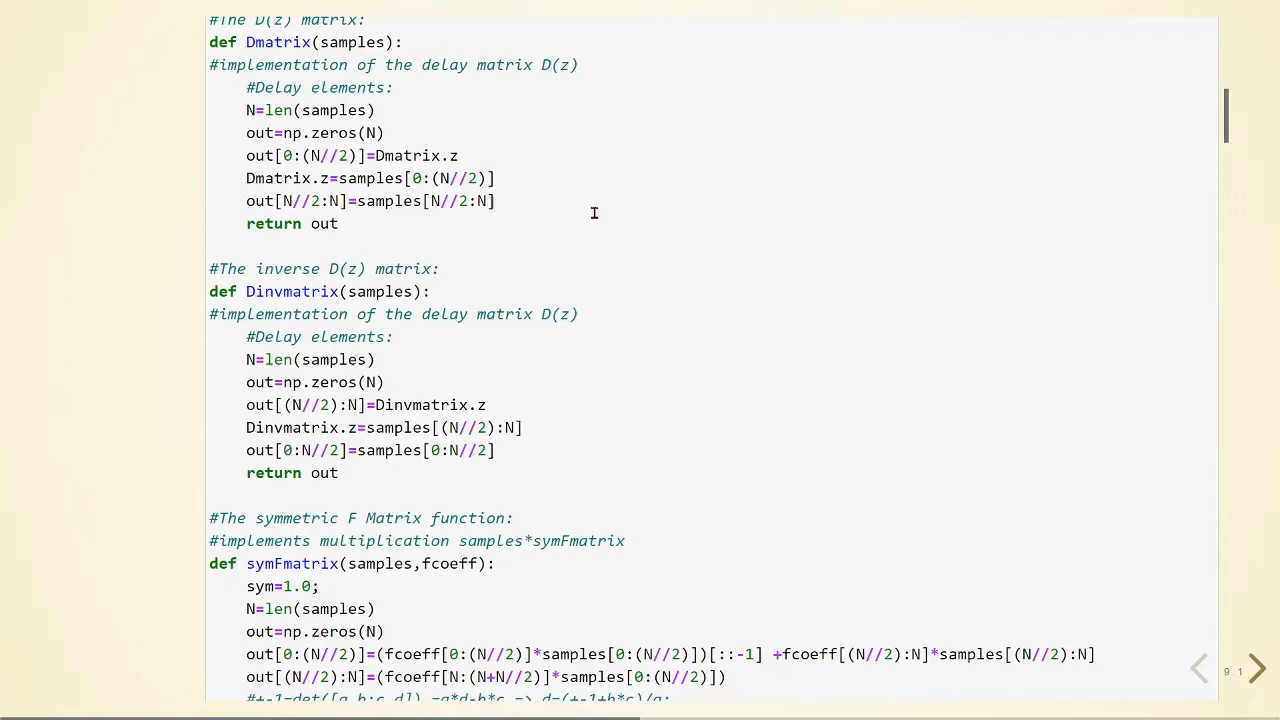 #The D(z) matrix:
def Dmatrix(samples):
#implementation of the delay matrix D(z)
    #Delay elements:
    N=len(samples)
    out=np.zeros(N)
    out[0:(N//2)]=Dmatrix.z
    Dmatrix.z=samples[0:(N//2)]
    out[N//2:N]=samples[N//2:N]
    return out

#The inverse D(z) matrix:
def Dinvmatrix(samples):
#implementation of the delay matrix D(z)
    #Delay elements:
    N=len(samples)
    out=np.zeros(N)
    out[(N//2):N]=Dinvmatrix.z
    Dinvmatrix.z=samples[(N//2):N]
    out[0:N//2]=samples[0:N//2]
    return out

#The symmetric F Matrix function:
#implements multiplication samples*symFmatrix
def symFmatrix(samples,fcoeff):
    sym=1.0;
    N=len(samples)
    out=np.zeros(N)
    out[0:(N//2)]=(fcoeff[0:(N//2)]*samples[0:(N//2)])[::-1] +fcoeff[(N//2):N]*samples[(N//2):N]
    out[(N//2):N]=(fcoeff[N:(N+N//2)]*samples[0:(N//2)])
    #+-1=det([a b;c d]) =a*d-b*c => d=(+-1+b*c)/a:
9.1